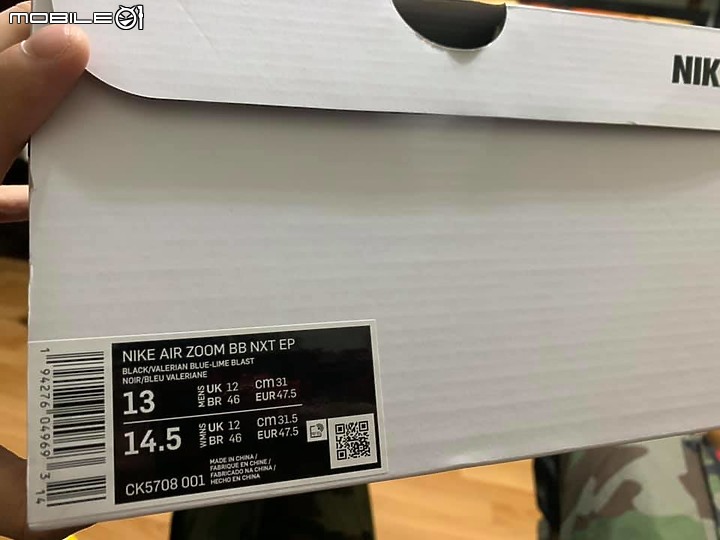 MOBILE01
NIK
NIKE AIR ZOOM BB NXT EP
BLACK/VALERIAN BLUE-LIME BLAST
NOIR/BLEU VALERIANE
13 MENS UK 12 CM 31
BR 46 EUR 47.5
14.5 WMNS UK 12 CM 31.5
BR 46 EUR 47.5
MADE IN CHINA /
FABRIQUE EN CHINE /
FABRICADO NA CHINA /
HECHO EN CHINA
CK5708 001
1 94276 04969 3 14